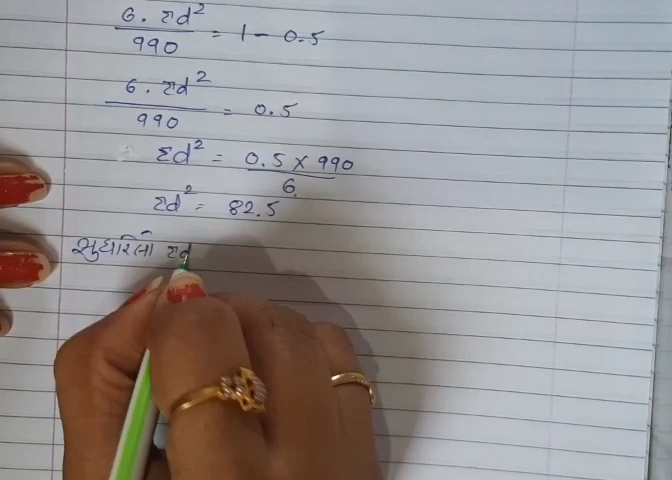 6. Σd² / 990 = 1 - 0.5
6. Σd² / 990 = 0.5
∴ Σd² = 0.5 × 990 / 6
Σd² = 82.5
સુધારેલી Σd